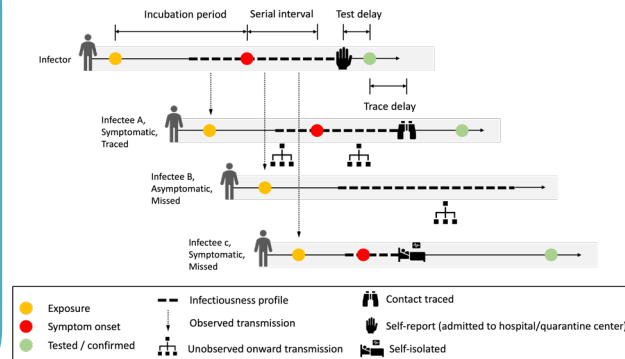 Incubation period
Serial interval
Test delay
Infector
Trace delay
Infectee A,
Symptomatic,
Traced
Infectee B,
Asymptomatic,
Missed
Infectee c,
Symptomatic,
Missed
Exposure
Symptom onset
Tested / confirmed
Infectiousness profile
Observed transmission
Unobserved onward transmission
Contact traced
Self-report (admitted to hospital/quarantine center)
Self-isolated